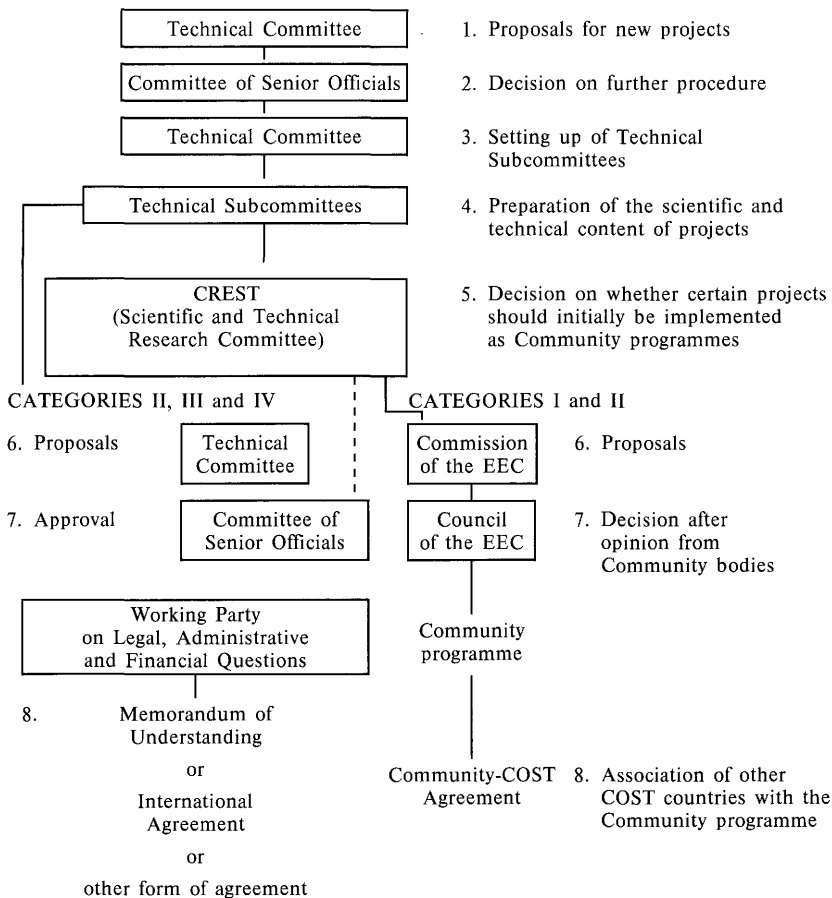 Technical Committee
1. Proposals for new projects
Committee of Senior Officials
2. Decision on further procedure
Technical Committee
3. Setting up of Technical
Subcommittees
Technical Subcommittees
4. Preparation of the scientific and
technical content of projects
CREST
(Scientific and Technical
Research Committee)
5. Decision on whether certain projects
should initially be implemented
as Community programmes
CATEGORIES II, III and IV
CATEGORIES I and II
6. Proposals
Technical
Committee
Commission
of the EEC
6. Proposals
7. Approval
Committee of
Senior Officials
Council
of the EEC
7. Decision after
opinion from
Community bodies
Working Party
on Legal, Administrative
and Financial Questions
Community
programme
8.
Memorandum of
Understanding
or
International
Agreement
or
other form of agreement
Community-COST
Agreement
8. Association of other
COST countries with the
Community programme